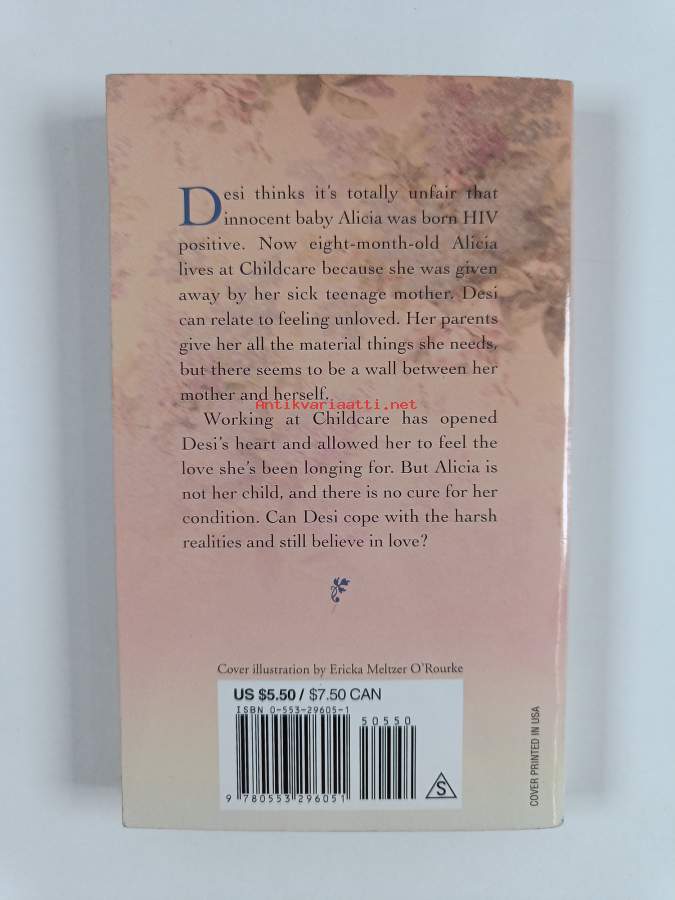 Desi thinks it's totally unfair that
innocent baby Alicia was born HIV
positive. Now eight-month-old Alicia
lives at Childcare because she was given
away by her sick teenage mother. Desi
can relate to feeling unloved. Her parents
give her all the material things she needs,
but there seems to be a wall between her
mother and herself.
Antikvariaatti.net
Working at Childcare has opened
Desi's heart and allowed her to feel the
love she's been longing for. But Alicia is
not her child, and there is no cure for her
condition. Can Desi cope with the harsh
realities and still believe in love?
Cover illustration by Ericka Meltzer O'Rourke
US $5.50 / $7.50 CAN
ISBN 0-553-29605-1
50550
9 780553 296051
S
COVER PRINTED IN USA